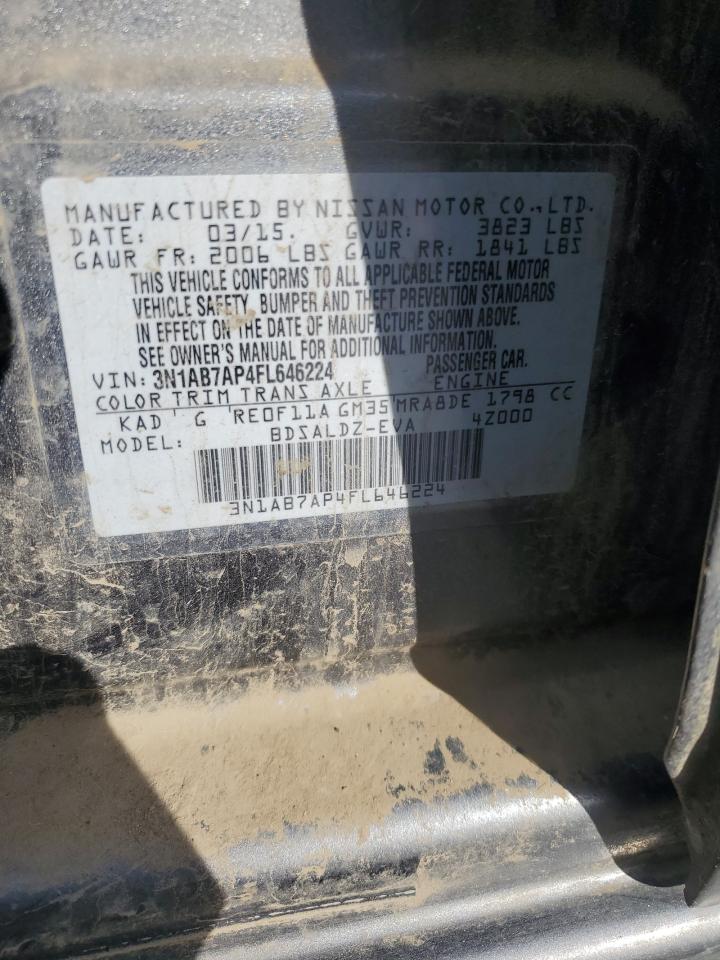 MANUFACTURED BY NISSAN MOTOR CO.,LTD.
DATE: 03/15. GVWR: 3823 LBS
GAWR FR: 2006 LBS GAWR RR: 1841 LBS
THIS VEHICLE CONFORMS TO ALL APPLICABLE FEDERAL MOTOR
VEHICLE SAFETY, BUMPER AND THEFT PREVENTION STANDARDS
IN EFFECT ON THE DATE OF MANUFACTURE SHOWN ABOVE.
SEE OWNER'S MANUAL FOR ADDITIONAL INFORMATION.
VIN: 3N1AB7AP4FL646224 PASSENGER CAR.
COLOR TRIM TRANS AXLE ENGINE
KAD G RE0F11A GM35 MRA8DE 1798 CC
MODEL: BDSALDZ-EVA 4Z000
3N1AB7AP4FL646224